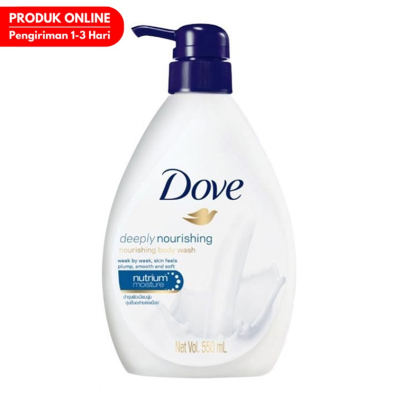 PRODUK ONLINE
Pengiriman 1-3 Hari
Dove
deeply nourishing
nourishing body wash
week by week, skin feels
plump, smooth and soft
nutrium
moisture
Net Vol. 550 mL